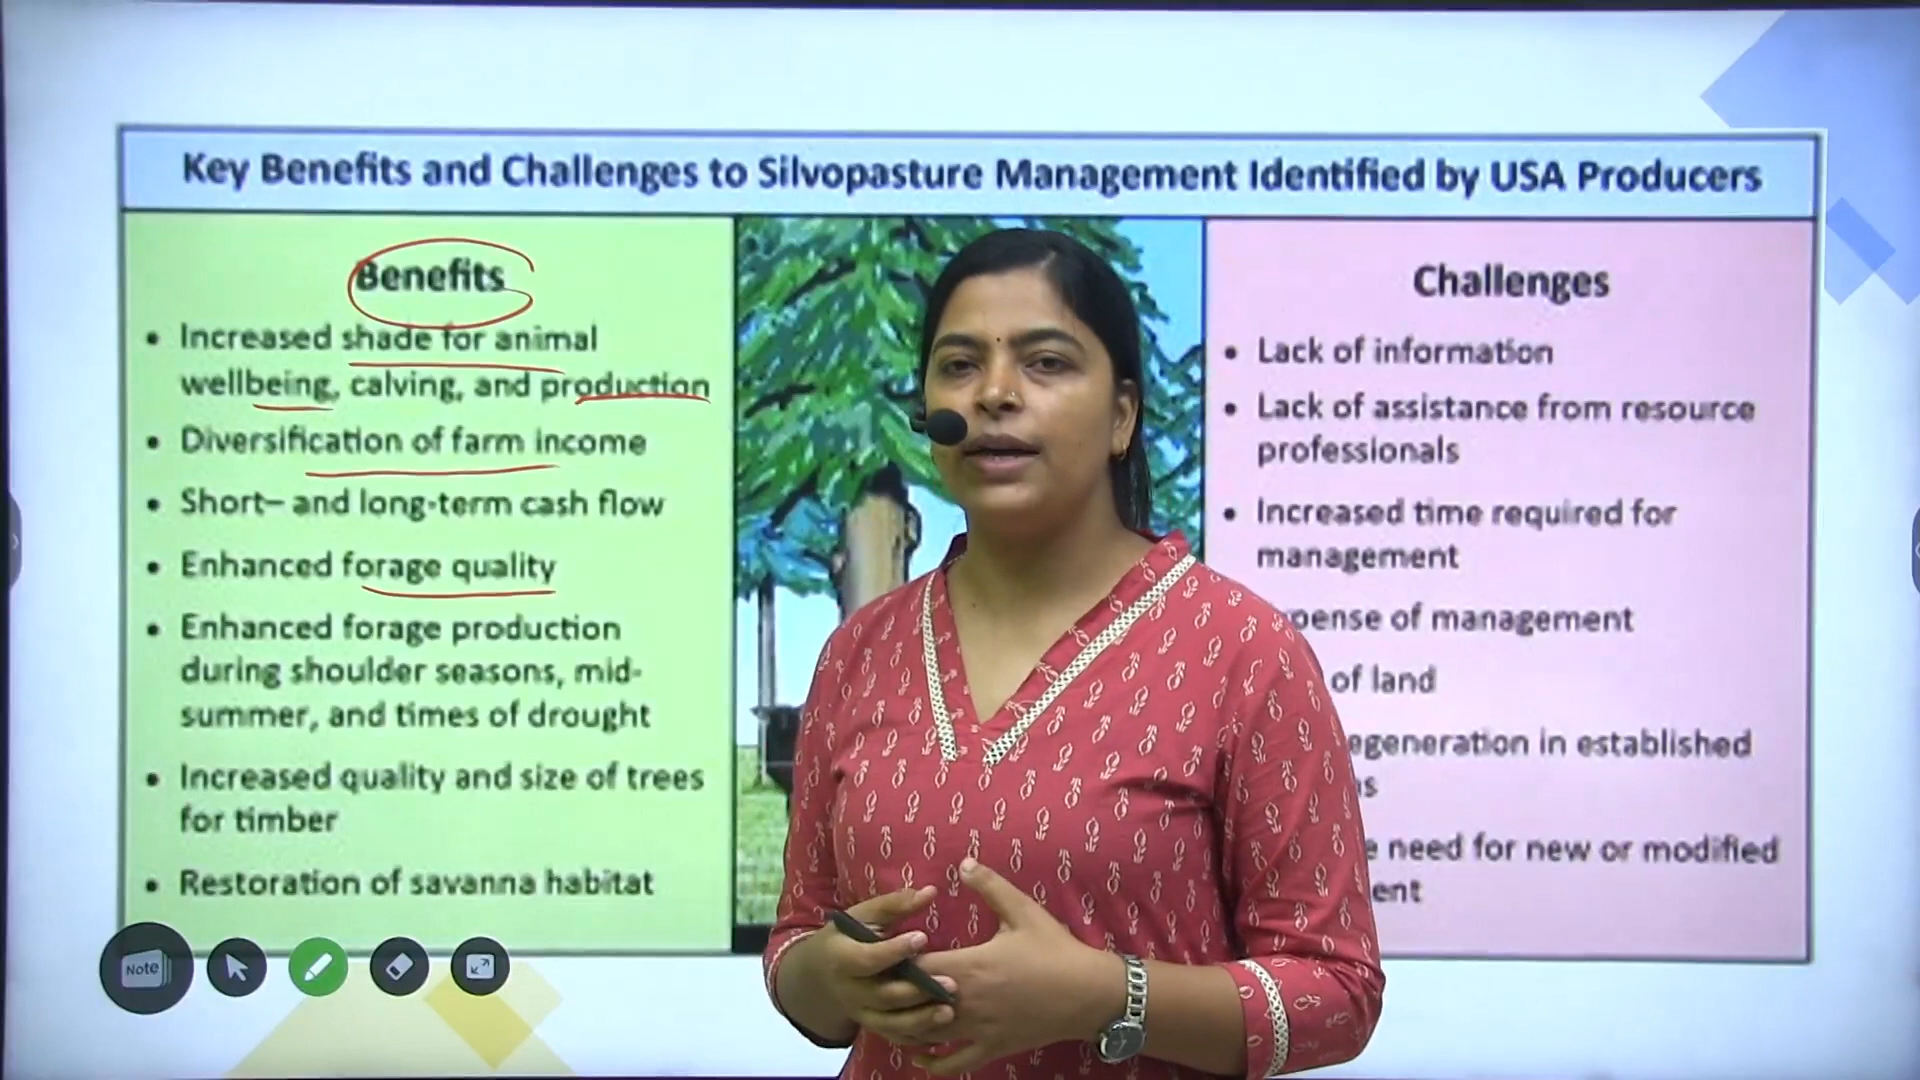 Key Benefits and Challenges to Silvopasture Management Identified by USA Producers
Benefits
• Increased shade for animal
wellbeing, calving, and production
• Diversification of farm income
• Short– and long-term cash flow
• Enhanced forage quality
• Enhanced forage production
during shoulder seasons, mid-
summer, and times of drought
• Increased quality and size of trees
for timber
• Restoration of savanna habitat
Challenges
• Lack of information
• Lack of assistance from resource
professionals
• Increased time required for
management
of management
of land
in established
need for new or modified
Note